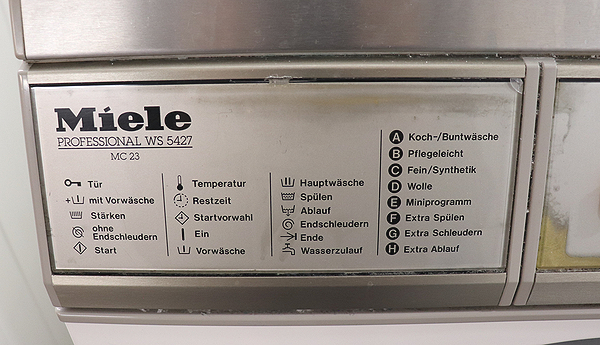 Miele
PROFESSIONAL WS 5427
MC 23
Tür
+ mit Vorwäsche
Stärken
ohne
Endschleudern
Start
Temperatur
Restzeit
Startvorwahl
Ein
Vorwäsche
Hauptwäsche
Spülen
Ablauf
Endschleudern
Ende
Wasserzulauf
A Koch-/Buntwäsche
B Pflegeleicht
C Fein/Synthetik
D Wolle
E Miniprogramm
F Extra Spülen
G Extra Schleudern
H Extra Ablauf